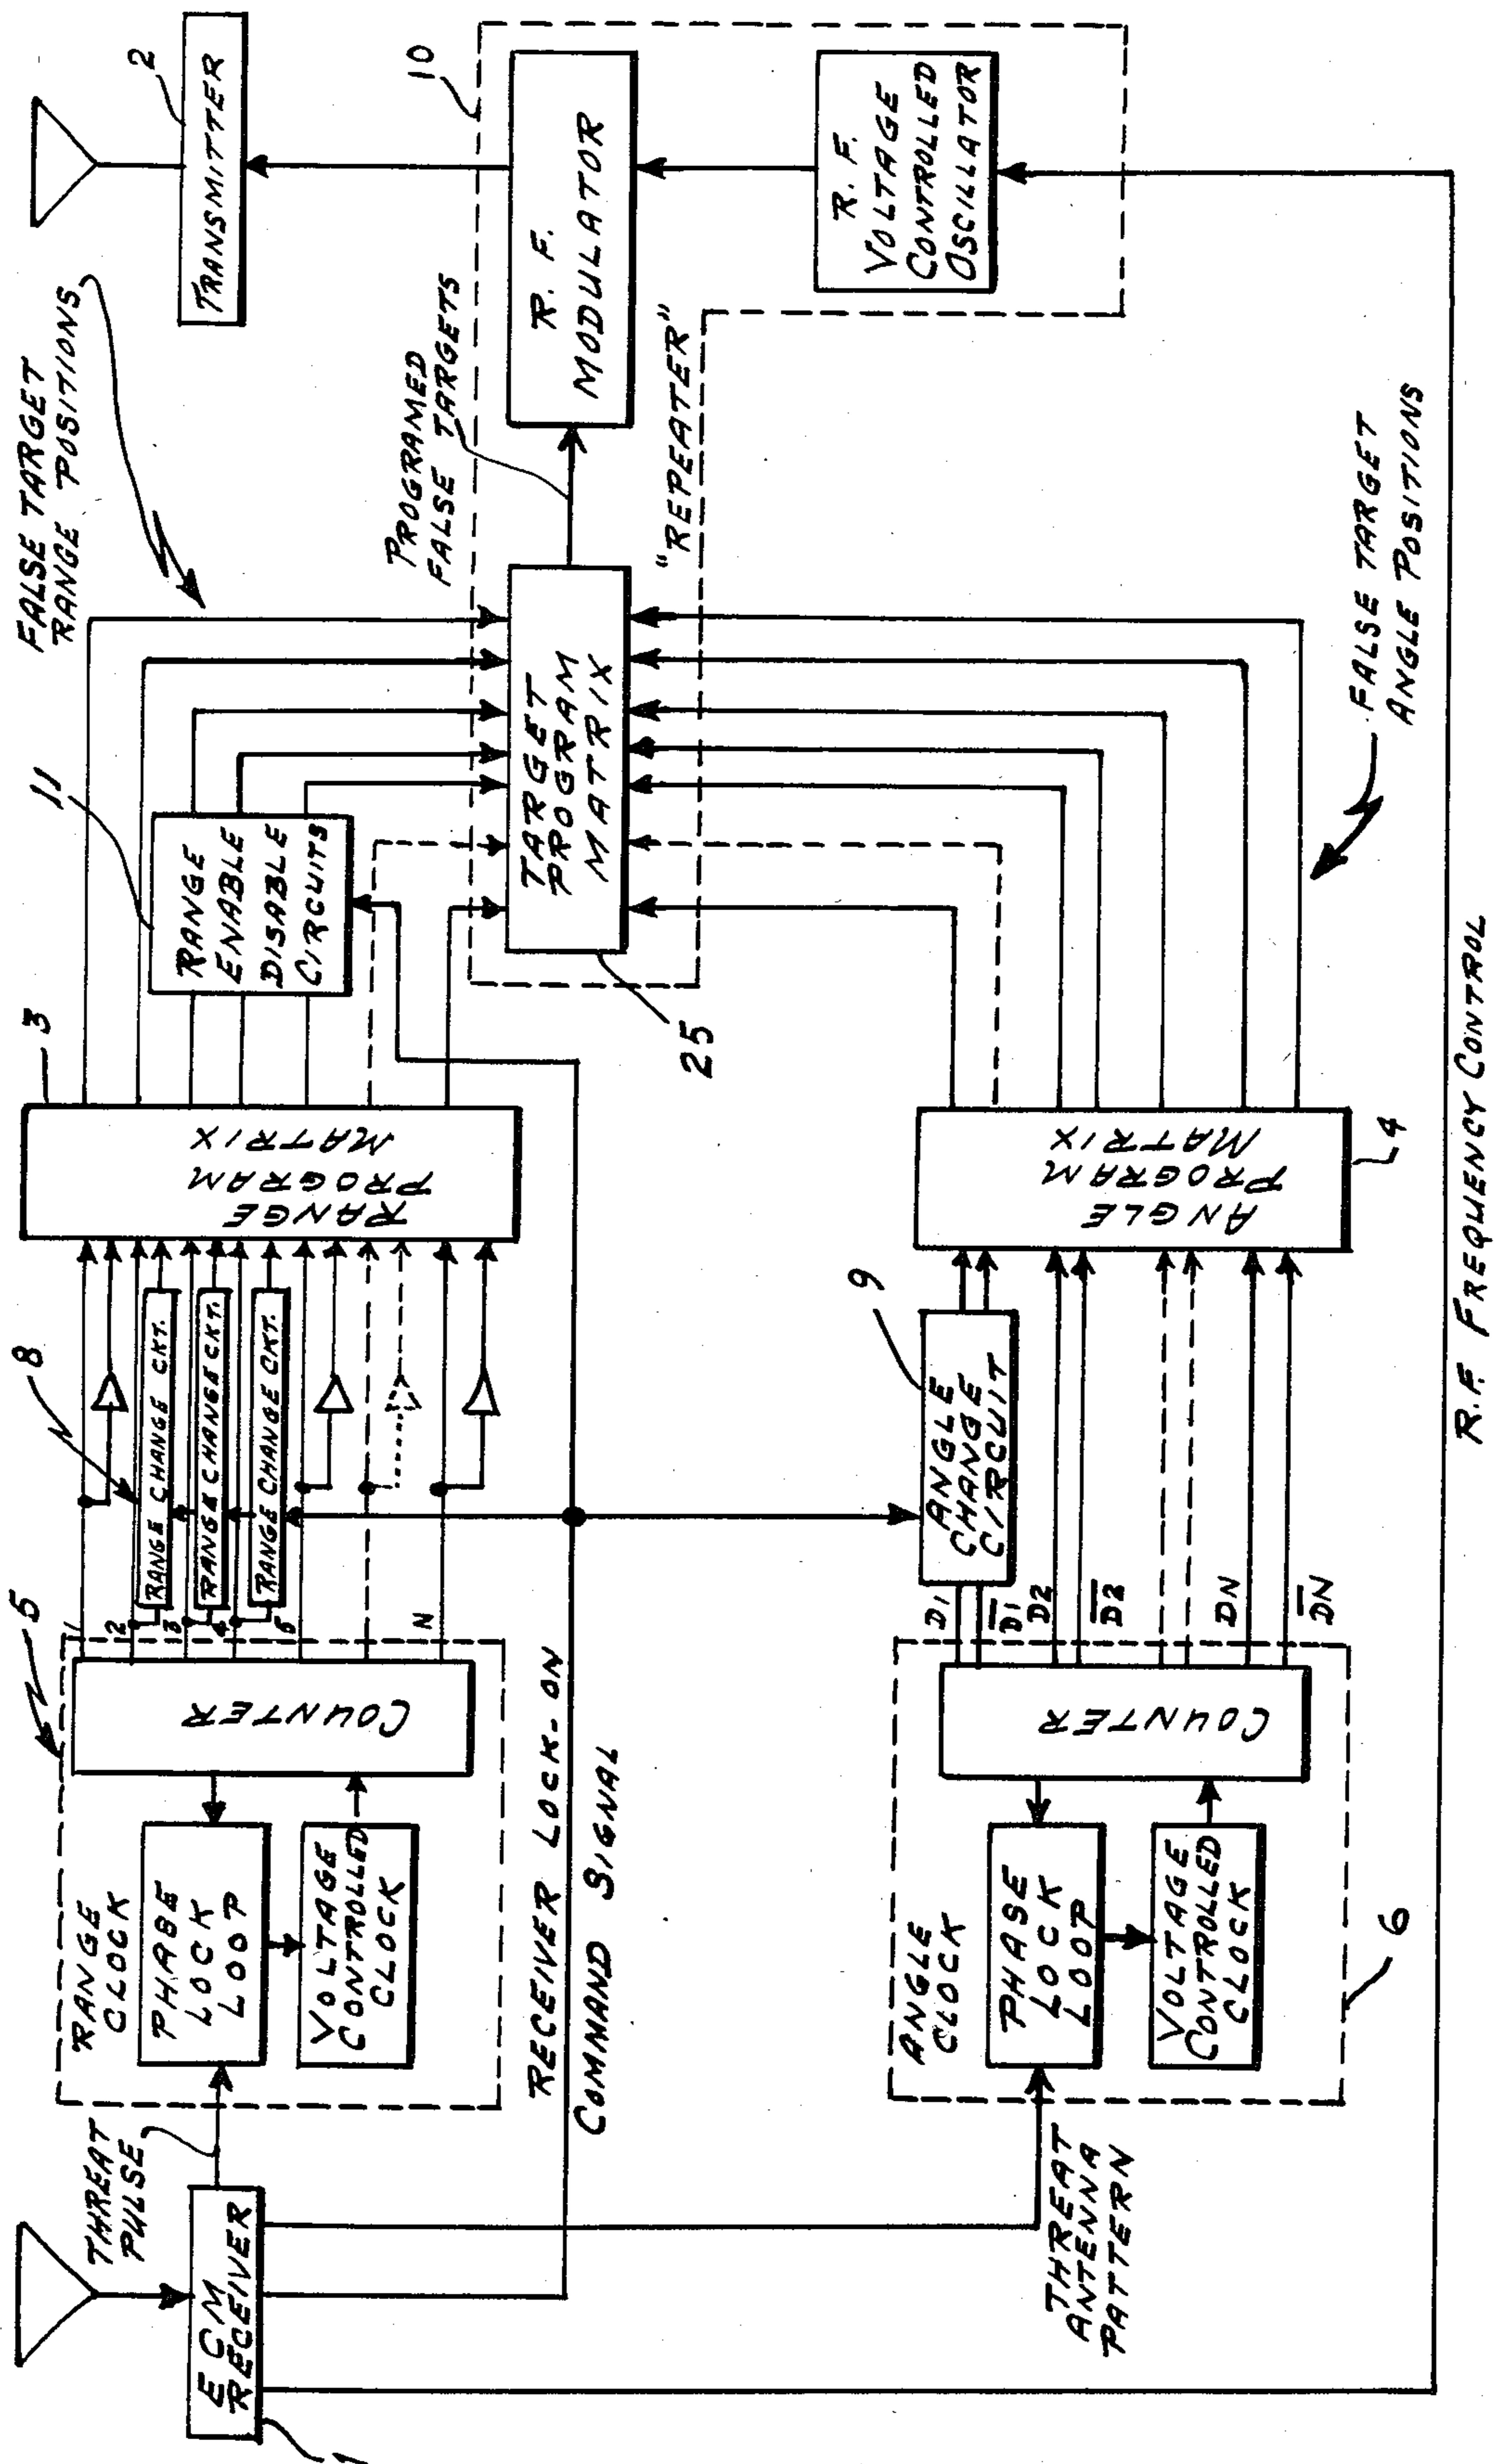 FALSE TARGET
RANGE POSITIONS
2
TRANSMITTER
10
R. F.
MODULATOR
R. F.
VOLTAGE
CONTROLLED
OSCILLATOR
PROGRAMED
FALSE TARGETS
"REPEATER"
11
RANGE
ENABLE
DISABLE
CIRCUITS
TARGET
PROGRAM
MATRIX
25
3
RANGE
PROGRAM
MATRIX
8
RANGE CHANGE CKT.
RANGE CHANGE CKT.
RANGE CHANGE CKT.
5
1
2
3
4
5
N
COUNTER
RANGE
CLOCK
PHASE
LOCK
LOOP
VOLTAGE
CONTROLLED
CLOCK
THREAT
PULSE
ECM
RECEIVER
1
RECEIVER LOCK-ON
COMMAND SIGNAL
THREAT
ANTENNA
PATTERN
ANGLE
CLOCK
PHASE
LOCK
LOOP
VOLTAGE
CONTROLLED
CLOCK
6
COUNTER
D1
D̅1̅
D2
D̅2̅
DN
D̅N̅
9
ANGLE
CHANGE
CIRCUIT
ANGLE
PROGRAM
MATRIX
4
FALSE TARGET
ANGLE POSITIONS
R.F. FREQUENCY CONTROL